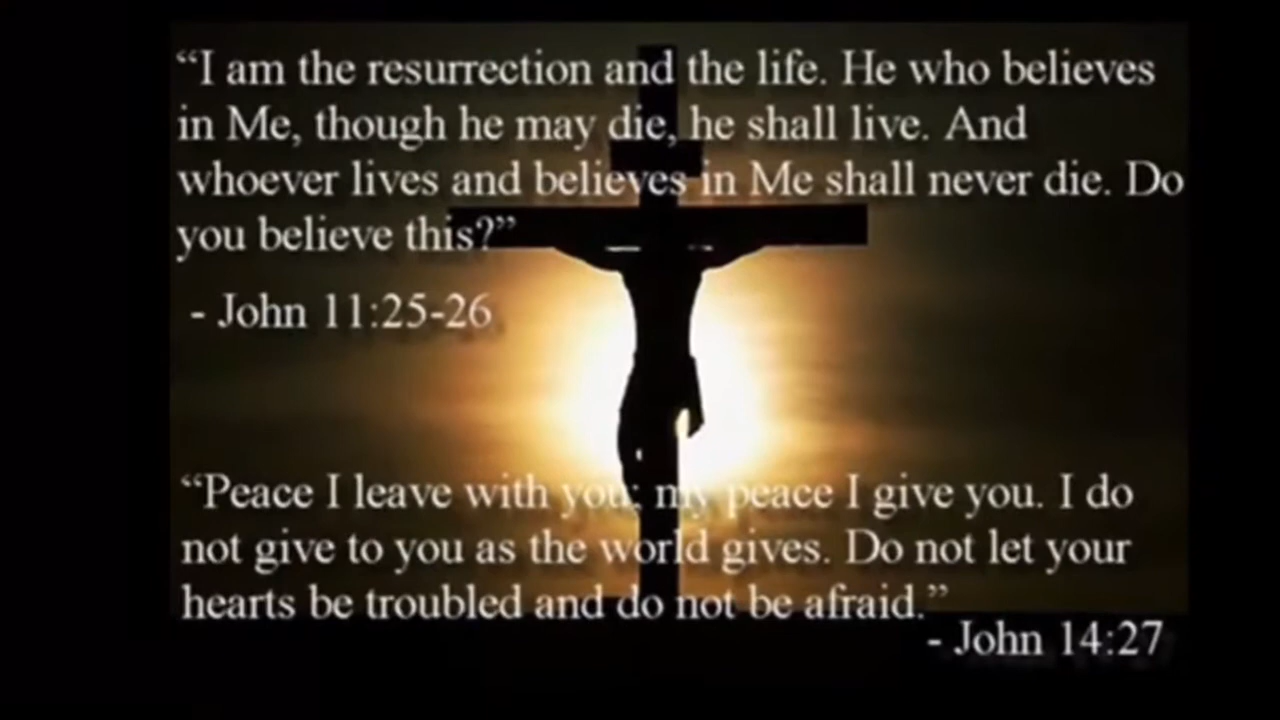 “I am the resurrection and the life. He who believes
in Me, though he may die, he shall live. And
whoever lives and believes in Me shall never die. Do
you believe this?”
- John 11:25-26
“Peace I leave with you; my peace I give you. I do
not give to you as the world gives. Do not let your
hearts be troubled and do not be afraid.”
- John 14:27